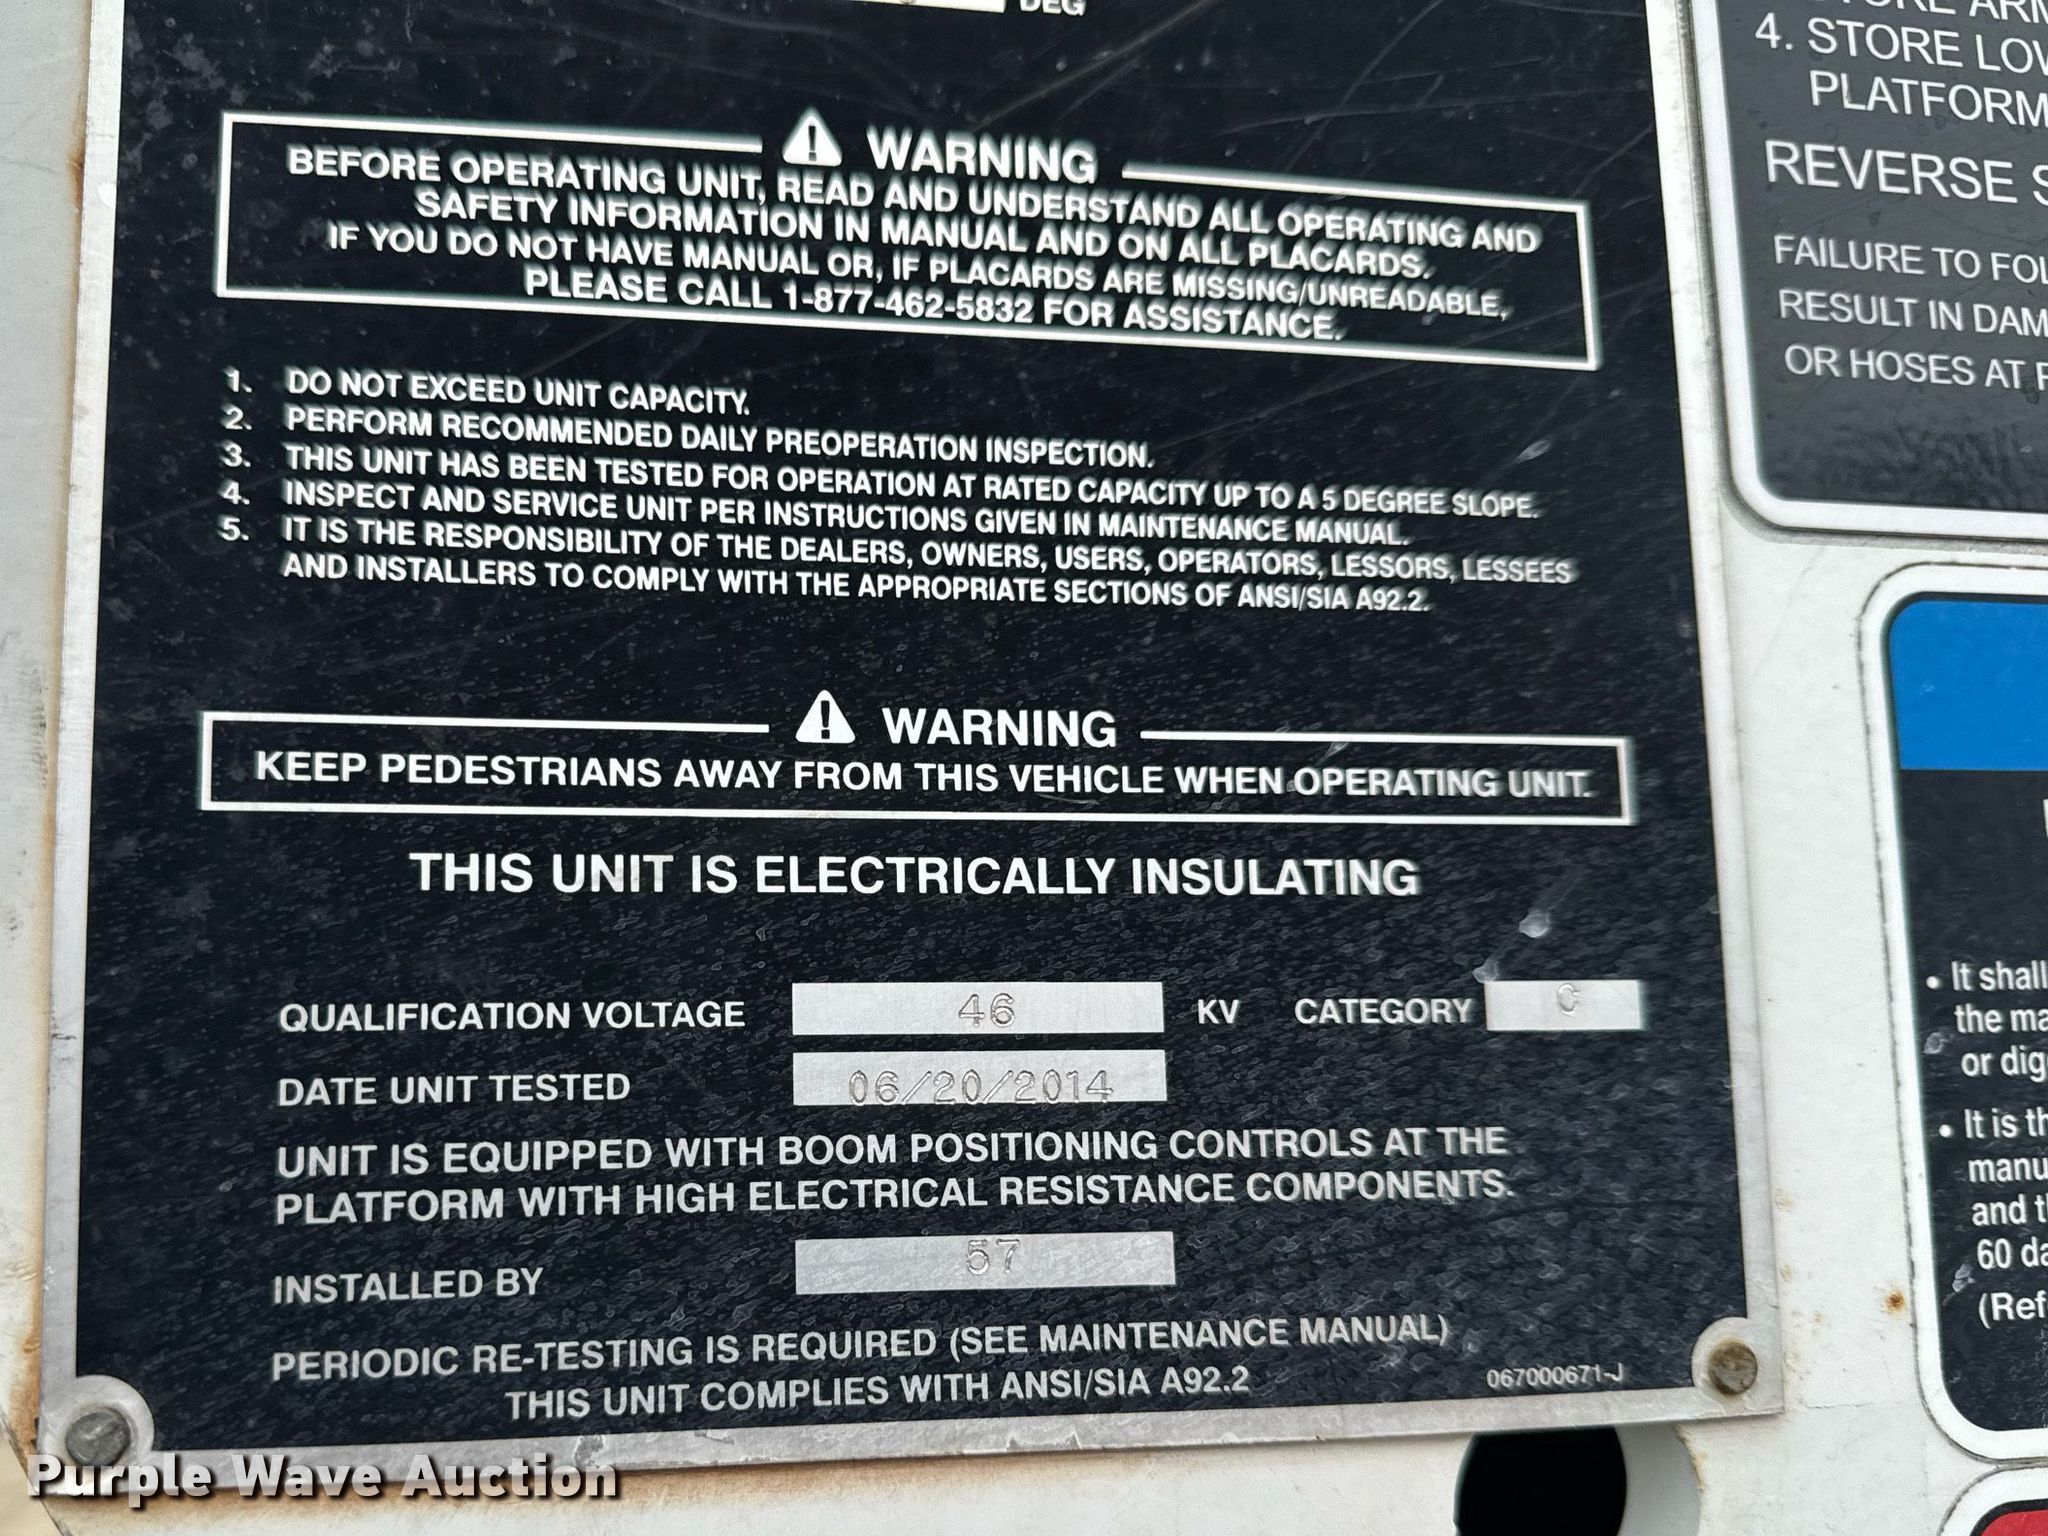 DEG
WARNING
BEFORE OPERATING UNIT, READ AND UNDERSTAND ALL OPERATING AND
SAFETY INFORMATION IN MANUAL AND ON ALL PLACARDS.
IF YOU DO NOT HAVE MANUAL OR, IF PLACARDS ARE MISSING/UNREADABLE,
PLEASE CALL 1-877-462-5832 FOR ASSISTANCE.
1. DO NOT EXCEED UNIT CAPACITY.
2. PERFORM RECOMMENDED DAILY PREOPERATION INSPECTION.
3. THIS UNIT HAS BEEN TESTED FOR OPERATION AT RATED CAPACITY UP TO A 5 DEGREE SLOPE.
4. INSPECT AND SERVICE UNIT PER INSTRUCTIONS GIVEN IN MAINTENANCE MANUAL.
5. IT IS THE RESPONSIBILITY OF THE DEALERS, OWNERS, USERS, OPERATORS, LESSORS, LESSEES
AND INSTALLERS TO COMPLY WITH THE APPROPRIATE SECTIONS OF ANSI/SIA A92.2.
WARNING
KEEP PEDESTRIANS AWAY FROM THIS VEHICLE WHEN OPERATING UNIT.
THIS UNIT IS ELECTRICALLY INSULATING
QUALIFICATION VOLTAGE 46 KV CATEGORY C
DATE UNIT TESTED 06/20/2014
UNIT IS EQUIPPED WITH BOOM POSITIONING CONTROLS AT THE
PLATFORM WITH HIGH ELECTRICAL RESISTANCE COMPONENTS.
INSTALLED BY 57
PERIODIC RE-TESTING IS REQUIRED (SEE MAINTENANCE MANUAL)
THIS UNIT COMPLIES WITH ANSI/SIA A92.2
067000671-J
4. STORE
PLATFORM
REVERSE
FAILURE TO
RESULT IN
OR HOSES AT
• It shall
the
or
• It is
and
60
Purple Wave Auction